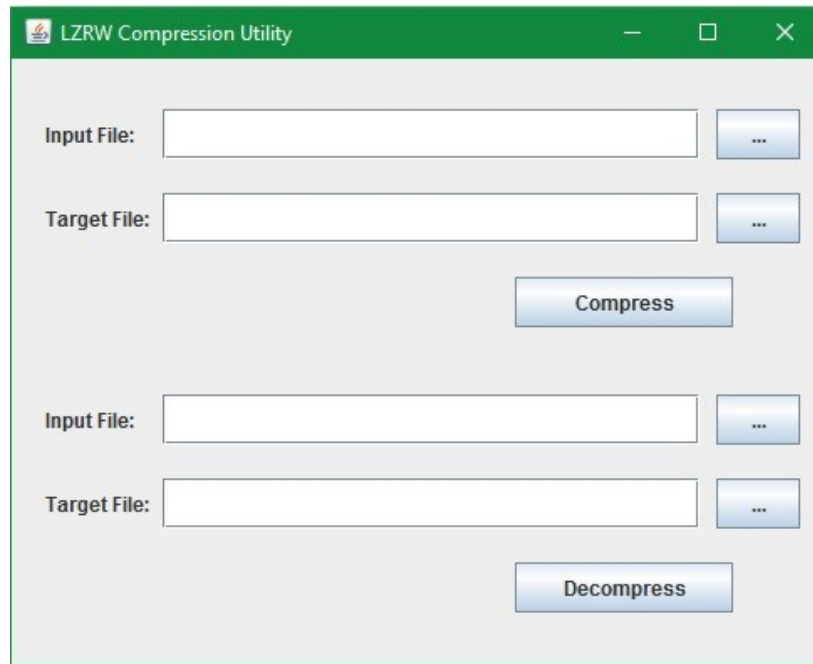 LZRW Compression Utility
Input File:
...
Target File:
...
Compress
Input File:
...
Target File:
...
Decompress